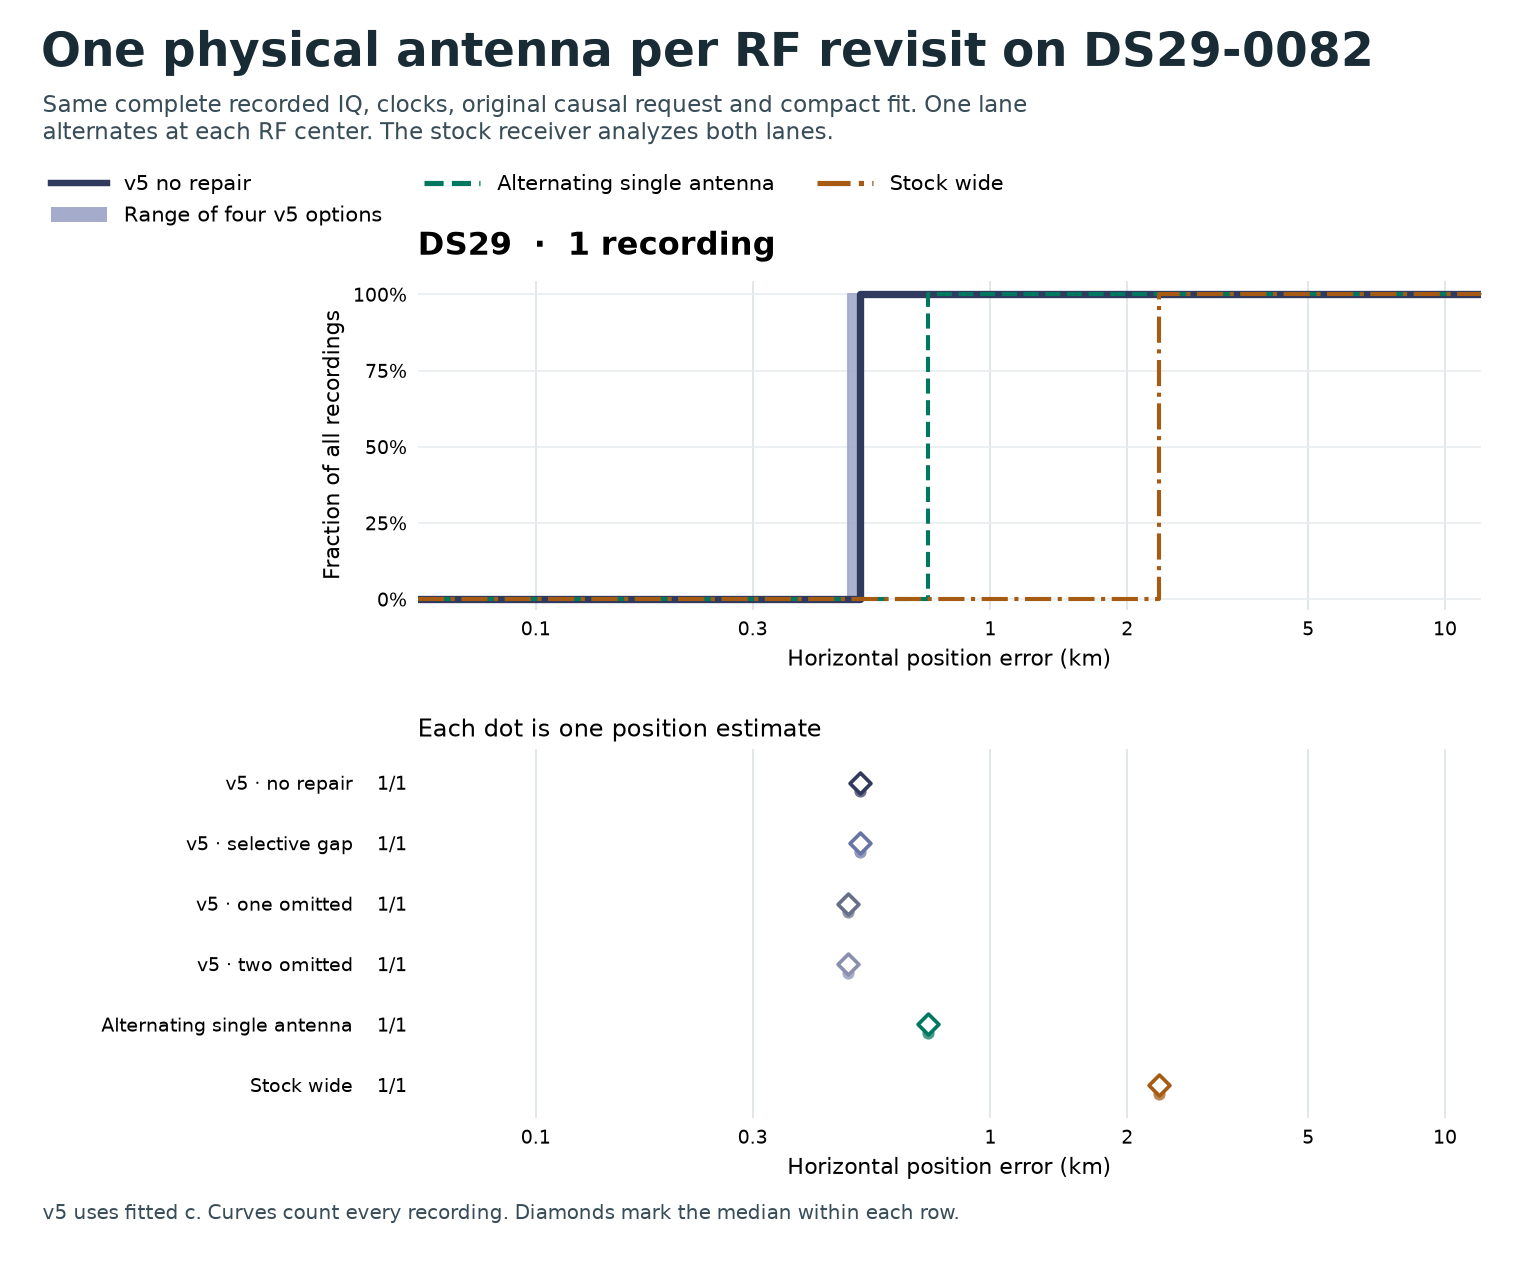 One physical antenna per RF revisit on DS29-0082
Same complete recorded IQ, clocks, original causal request and compact fit. One lane
alternates at each RF center. The stock receiver analyzes both lanes.
v5 no repair
Alternating single antenna
Stock wide
Range of four v5 options
DS29 · 1 recording
100%
75%
50%
25%
0%
Fraction of all recordings
0.1 0.3 1 2 5 10
Horizontal position error (km)
Each dot is one position estimate
v5 · no repair 1/1
v5 · selective gap 1/1
v5 · one omitted 1/1
v5 · two omitted 1/1
Alternating single antenna 1/1
Stock wide 1/1
0.1 0.3 1 2 5 10
Horizontal position error (km)
v5 uses fitted c. Curves count every recording. Diamonds mark the median within each row.